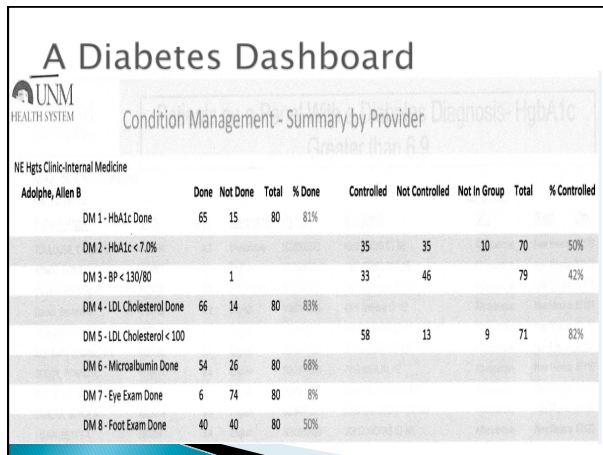 A Diabetes Dashboard
UNM
HEALTH SYSTEM
Condition Management - Summary by Provider
NE Hgts Clinic-Internal Medicine
Adolphe, Allen B Done Not Done Total % Done Controlled Not Controlled Not In Group Total % Controlled
DM 1 - HbA1c Done 65 15 80 81%
DM 2 - HbA1c < 7.0% 35 35 10 70 50%
DM 3 - BP < 130/80 1 33 46 79 42%
DM 4 - LDL Cholesterol Done 66 14 80 83%
DM 5 - LDL Cholesterol < 100 58 13 9 71 82%
DM 6 - Microalbumin Done 54 26 80 68%
DM 7 - Eye Exam Done 6 74 80 8%
DM 8 - Foot Exam Done 40 40 80 50%